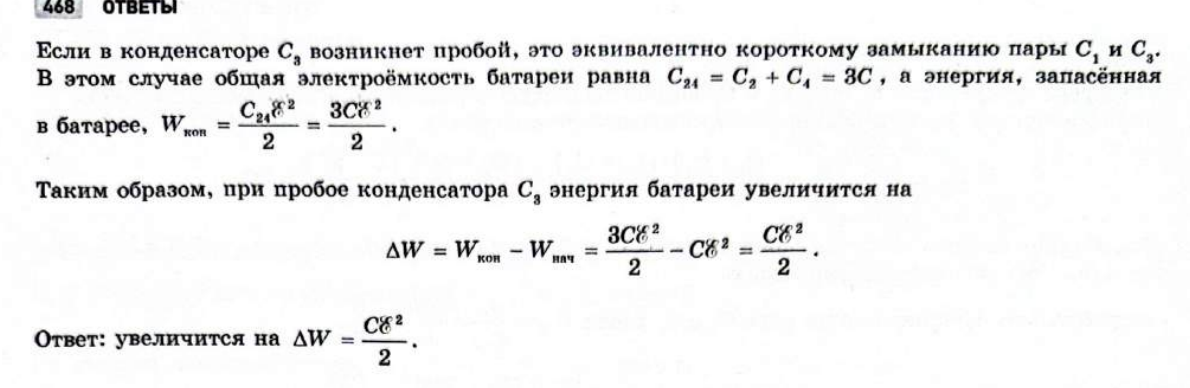 468 ОТВЕТЫ
Если в конденсаторе C₃ возникнет пробой, это эквивалентно короткому замыканию пары C₁ и C₃.
В этом случае общая электроёмкость батареи равна C₂₄ = C₂ + C₄ = 3C, а энергия, запасённая
в батарее, W_кон = C₂₄ℰ²/2 = 3Cℰ²/2.
Таким образом, при пробое конденсатора C₃ энергия батареи увеличится на
ΔW = W_кон − W_нач = 3Cℰ²/2 − Cℰ² = Cℰ²/2.
Ответ: увеличится на ΔW = Cℰ²/2.